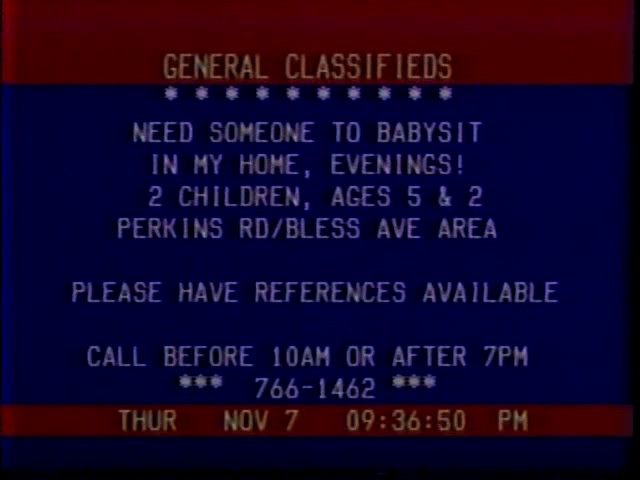 GENERAL CLASSIFIEDS
* * * * * * * * * *
NEED SOMEONE TO BABYSIT
IN MY HOME, EVENINGS!
2 CHILDREN, AGES 5 & 2
PERKINS RD/BLESS AVE AREA
PLEASE HAVE REFERENCES AVAILABLE
CALL BEFORE 10AM OR AFTER 7PM
*** 766-1462 ***
THUR NOV 7 09:36:50 PM